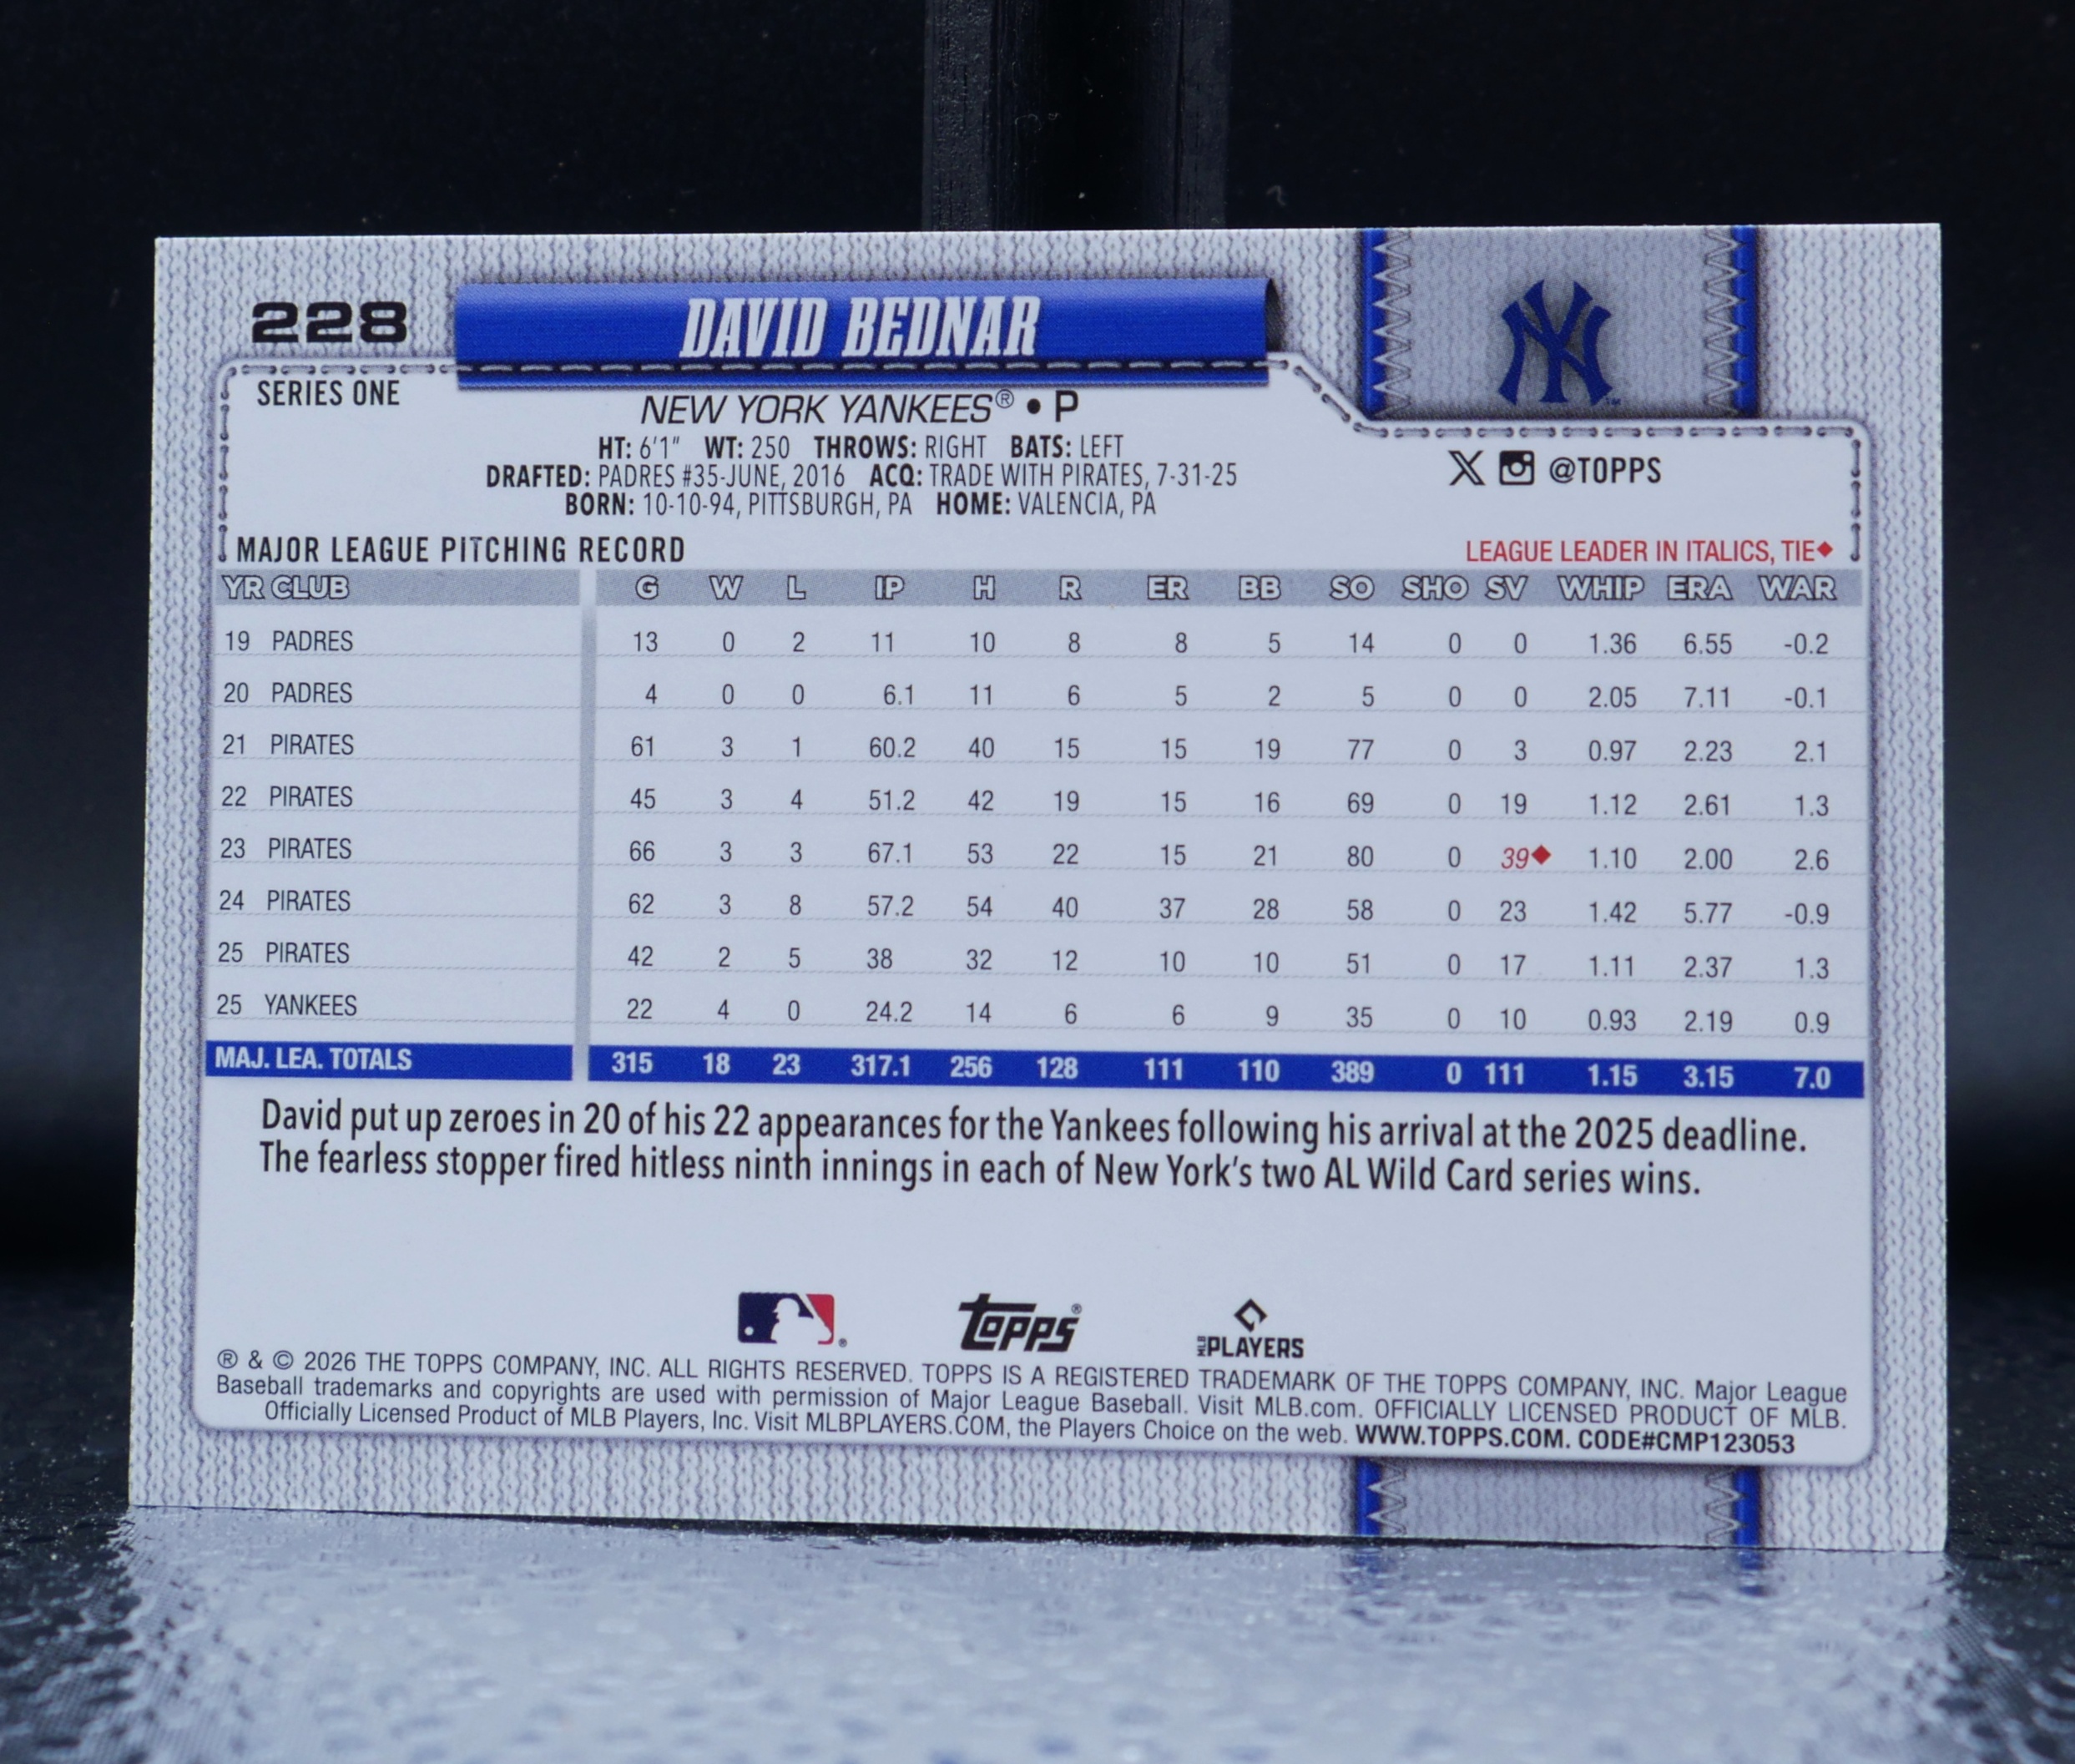 228
DAVID BEDNAR
NY
TM
SERIES ONE
NEW YORK YANKEES® • P
HT: 6'1" WT: 250 THROWS: RIGHT BATS: LEFT
DRAFTED: PADRES #35-JUNE, 2016 ACQ: TRADE WITH PIRATES, 7-31-25
BORN: 10-10-94, PITTSBURGH, PA HOME: VALENCIA, PA
X @TOPPS
MAJOR LEAGUE PITCHING RECORD LEAGUE LEADER IN ITALICS, TIE◆
YR CLUB G W L IP H R ER BB SO SHO SV WHIP ERA WAR
19 PADRES 13 0 2 11 10 8 8 5 14 0 0 1.36 6.55 -0.2
20 PADRES 4 0 0 6.1 11 6 5 2 5 0 0 2.05 7.11 -0.1
21 PIRATES 61 3 1 60.2 40 15 15 19 77 0 3 0.97 2.23 2.1
22 PIRATES 45 3 4 51.2 42 19 15 16 69 0 19 1.12 2.61 1.3
23 PIRATES 66 3 3 67.1 53 22 15 21 80 0 39◆ 1.10 2.00 2.6
24 PIRATES 62 3 8 57.2 54 40 37 28 58 0 23 1.42 5.77 -0.9
25 PIRATES 42 2 5 38 32 12 10 10 51 0 17 1.11 2.37 1.3
25 YANKEES 22 4 0 24.2 14 6 6 9 35 0 10 0.93 2.19 0.9
MAJ. LEA. TOTALS 315 18 23 317.1 256 128 111 110 389 0 111 1.15 3.15 7.0
David put up zeroes in 20 of his 22 appearances for the Yankees following his arrival at the 2025 deadline.
The fearless stopper fired hitless ninth innings in each of New York's two AL Wild Card series wins.
® Topps® MLB PLAYERS
® & © 2026 THE TOPPS COMPANY, INC. ALL RIGHTS RESERVED. TOPPS IS A REGISTERED TRADEMARK OF THE TOPPS COMPANY, INC. Major League
Baseball trademarks and copyrights are used with permission of Major League Baseball. Visit MLB.com. OFFICIALLY LICENSED PRODUCT OF MLB.
Officially Licensed Product of MLB Players, Inc. Visit MLBPLAYERS.COM, the Players Choice on the web. WWW.TOPPS.COM. CODE#CMP123053